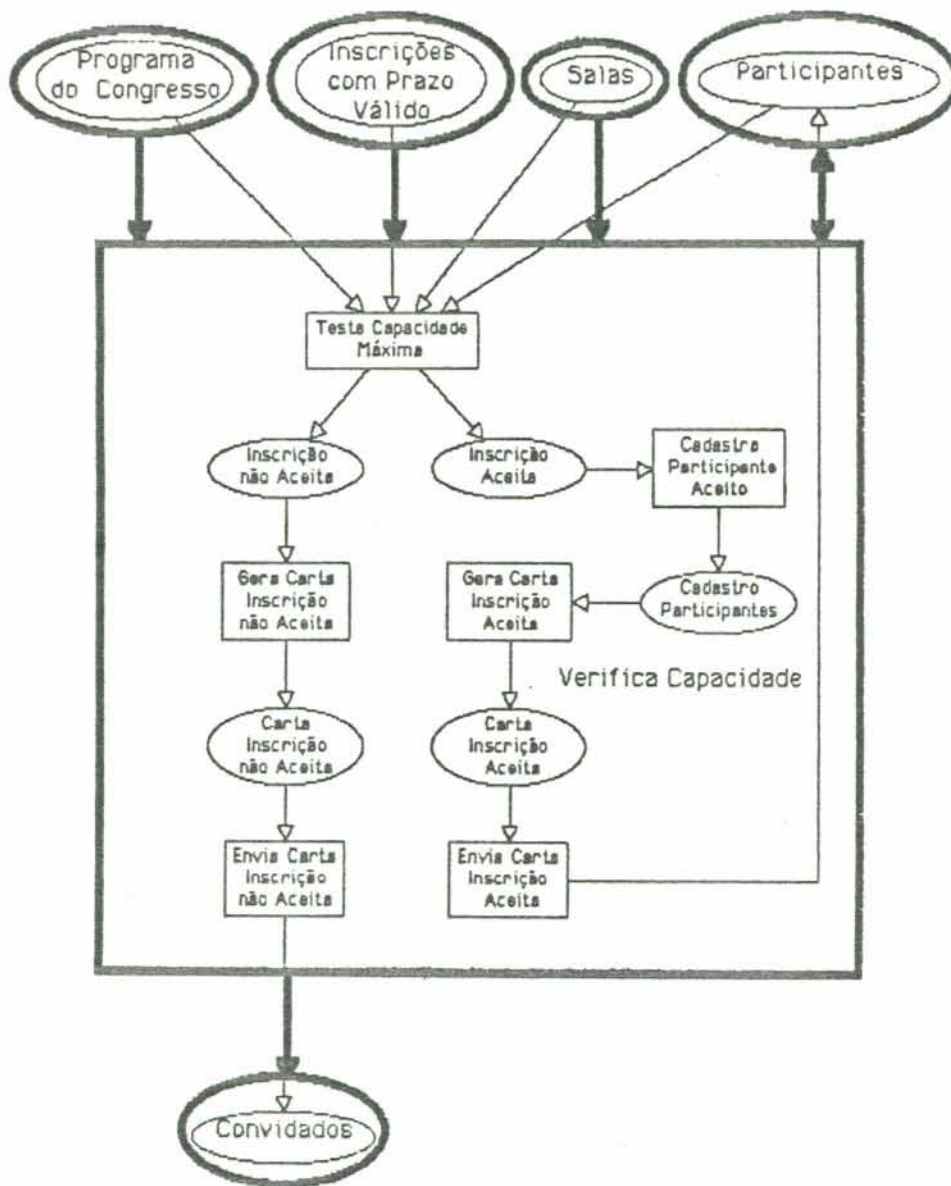 Programa
do Congresso
Inscrições
com Prazo
Válido
Salas
Participantes
Testa Capacidade
Máxima
Inscrição
não Aceita
Inscrição
Aceita
Cadastra
Participante
Aceito
Gera Carta
Inscrição
não Aceita
Gera Carta
Inscrição
Aceita
Cadastro
Participantes
Verifica Capacidade
Carta
Inscrição
não Aceita
Carta
Inscrição
Aceita
Envia Carta
Inscrição
não Aceita
Envia Carta
Inscrição
Aceita
Convidados